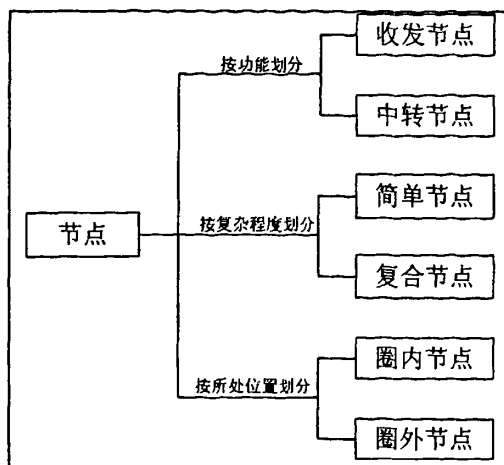 收发节点
按功能划分
中转节点
简单节点
节点
按复杂程度划分
复合节点
圈内节点
按所处位置划分
圈外节点